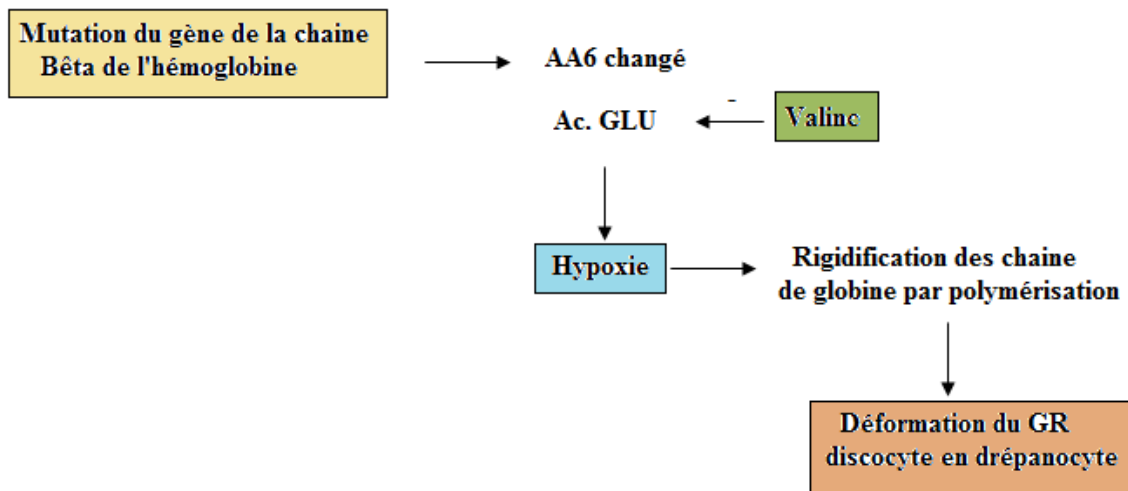 Mutation du gène de la chaine
Bêta de l'hémoglobine
AA6 changé
Ac. GLU
-
Valine
Hypoxie
Rigidification des chaine
de globine par polymérisation
Déformation du GR
discocyte en drépanocyte